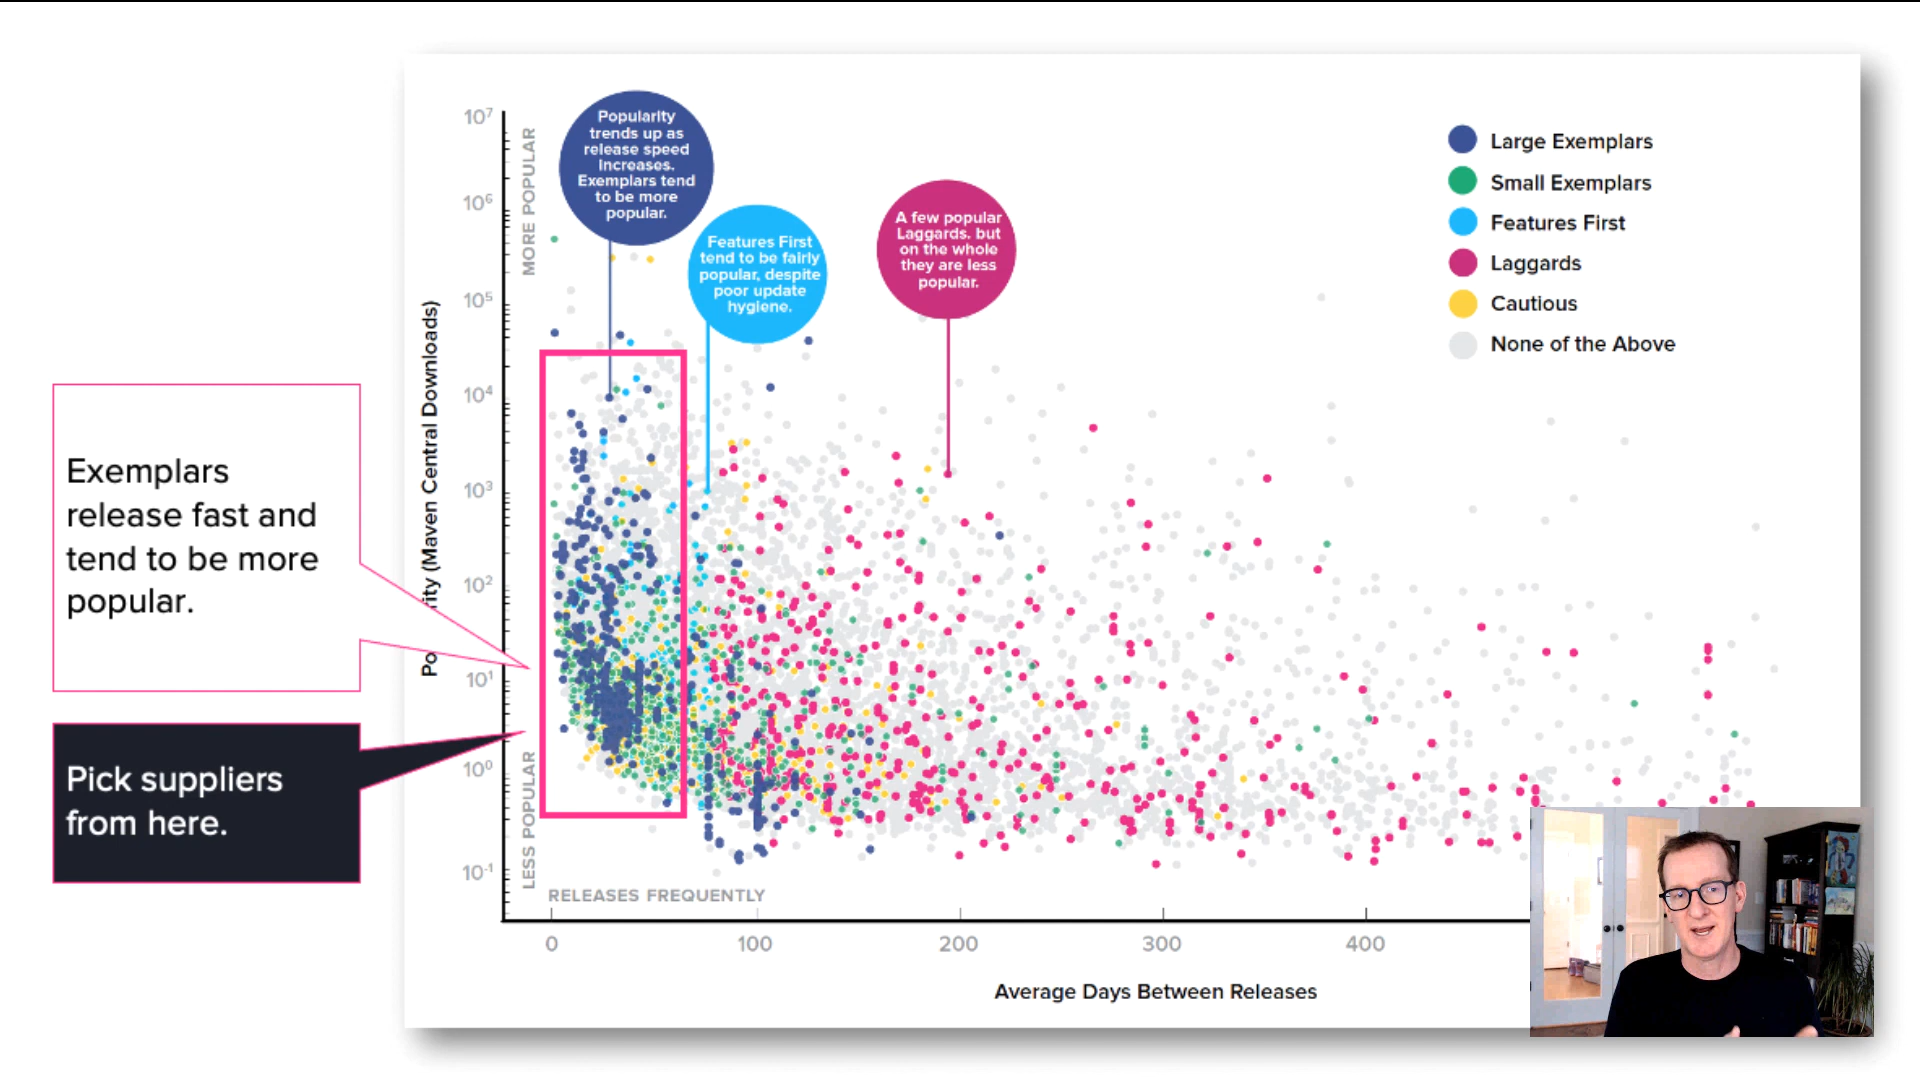 Exemplars
release fast and
tend to be more
popular.
Pick suppliers
from here.
10⁷
10⁶
10⁵
10⁴
10³
10²
10¹
10⁰
10⁻¹
MORE POPULAR
LESS POPULAR
ity (Maven Central Downloads)
Po
Popularity
trends up as
release speed
increases.
Exemplars tend
to be more
popular.
Features First
tend to be fairly
popular, despite
poor update
hygiene.
A few popular
Laggards. but
on the whole
they are less
popular.
Large Exemplars
Small Exemplars
Features First
Laggards
Cautious
None of the Above
RELEASES FREQUENTLY
0
100
200
300
400
Average Days Between Releases